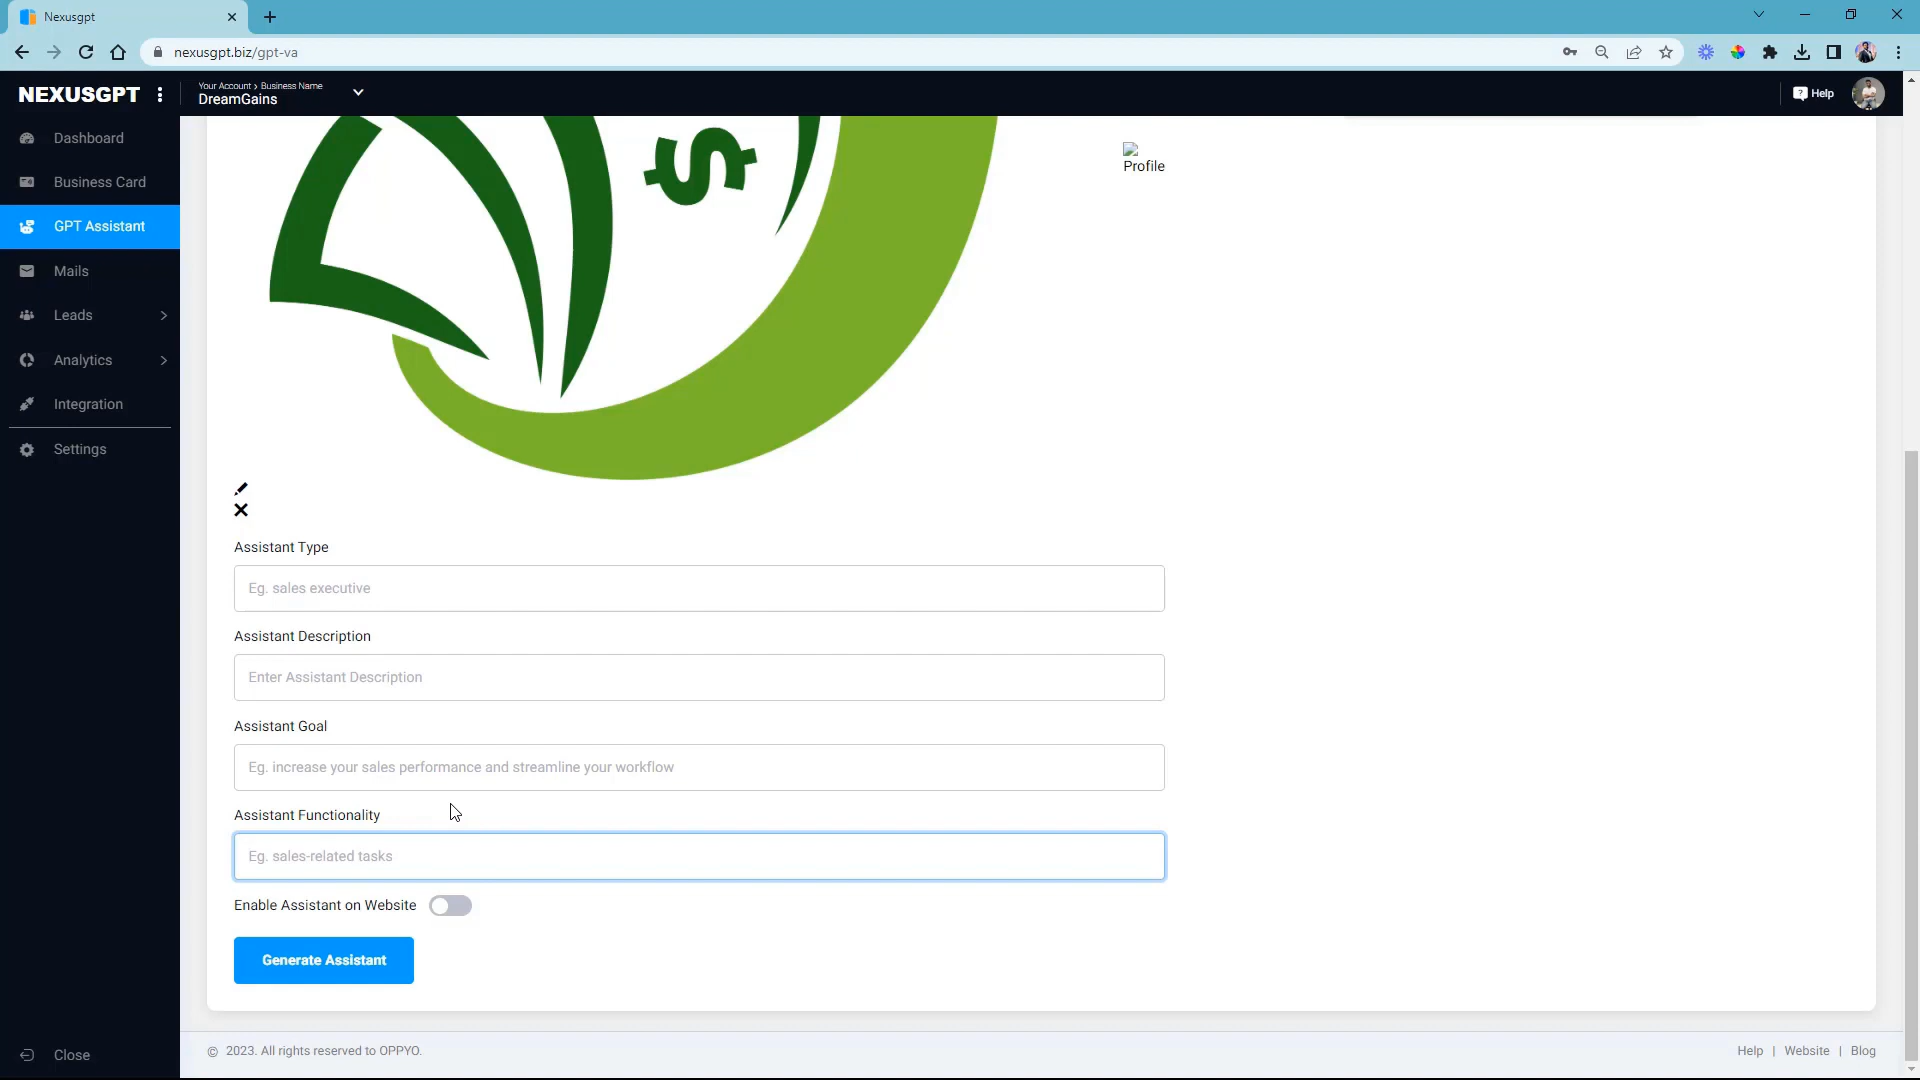 Nexusgpt
nexusgpt.biz/gpt-va
NEXUSGPT
Your Account > Business Name
DreamGains
Help
Dashboard
Business Card
GPT Assistant
Mails
Leads
Analytics
Integration
Settings
Close
$
Profile
Assistant Type
Eg. sales executive
Assistant Description
Enter Assistant Description
Assistant Goal
Eg. increase your sales performance and streamline your workflow
Assistant Functionality
Eg. sales-related tasks
Enable Assistant on Website
Generate Assistant
© 2023. All rights reserved to OPPYO.
Help | Website | Blog